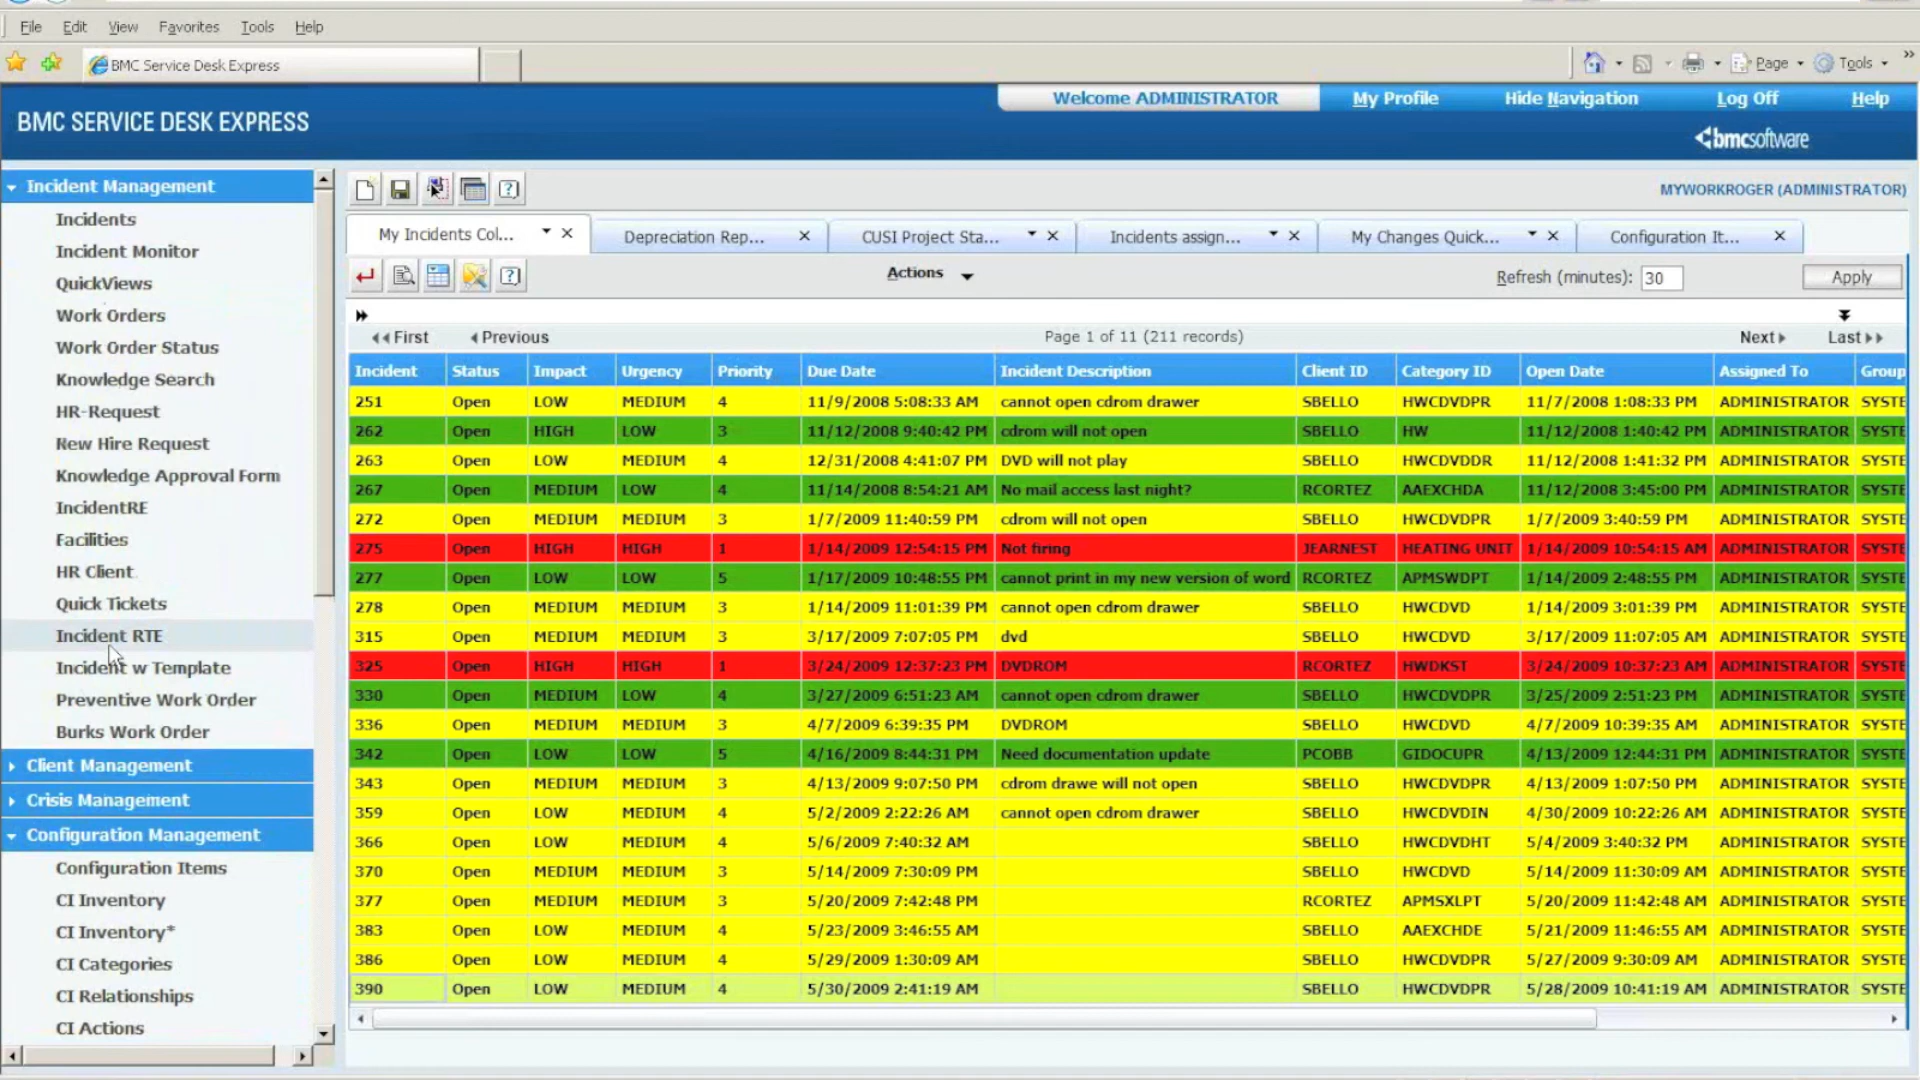 File Edit View Favorites Tools Help
BMC Service Desk Express
Page Tools »
Welcome ADMINISTRATOR My Profile Hide Navigation Log Off Help
BMC SERVICE DESK EXPRESS
bmcsoftware
Incident Management
Incidents
Incident Monitor
QuickViews
Work Orders
Work Order Status
Knowledge Search
HR-Request
New Hire Request
Knowledge Approval Form
IncidentRE
Facilities
HR Client
Quick Tickets
Incident RTE
Incident w Template
Preventive Work Order
Burks Work Order
Client Management
Crisis Management
Configuration Management
Configuration Items
CI Inventory
CI Inventory*
CI Categories
CI Relationships
CI Actions
MYWORKROGER (ADMINISTRATOR)
My Incidents Col... Depreciation Rep... CUSI Project Sta... Incidents assign... My Changes Quick... Configuration It...
Actions Refresh (minutes): 30 Apply
First Previous Page 1 of 11 (211 records) Next Last
Incident Status Impact Urgency Priority Due Date Incident Description Client ID Category ID Open Date Assigned To Group
251 Open LOW MEDIUM 4 11/9/2008 5:08:33 AM cannot open cdrom drawer SBELLO HWCDVDPR 11/7/2008 1:08:33 PM ADMINISTRATOR SYSTE
262 Open HIGH LOW 3 11/12/2008 9:40:42 PM cdrom will not open SBELLO HW 11/12/2008 1:40:42 PM ADMINISTRATOR SYSTE
263 Open LOW MEDIUM 4 12/31/2008 4:41:07 PM DVD will not play SBELLO HWCDVDDR 11/12/2008 1:41:32 PM ADMINISTRATOR SYSTE
267 Open MEDIUM LOW 4 11/14/2008 8:54:21 AM No mail access last night? RCORTEZ AAEXCHDA 11/12/2008 3:45:00 PM ADMINISTRATOR SYSTE
272 Open MEDIUM MEDIUM 3 1/7/2009 11:40:59 PM cdrom will not open SBELLO HWCDVDPR 1/7/2009 3:40:59 PM ADMINISTRATOR SYSTE
275 Open HIGH HIGH 1 1/14/2009 12:54:15 PM Not firing JEARNEST HEATING UNIT 1/14/2009 10:54:15 AM ADMINISTRATOR SYSTE
277 Open LOW LOW 5 1/17/2009 10:48:55 PM cannot print in my new version of word RCORTEZ APMSWDPT 1/14/2009 2:48:55 PM ADMINISTRATOR SYSTE
278 Open MEDIUM MEDIUM 3 1/14/2009 11:01:39 PM cannot open cdrom drawer SBELLO HWCDVD 1/14/2009 3:01:39 PM ADMINISTRATOR SYSTE
315 Open MEDIUM MEDIUM 3 3/17/2009 7:07:05 PM dvd SBELLO HWCDVD 3/17/2009 11:07:05 AM ADMINISTRATOR SYSTE
325 Open HIGH HIGH 1 3/24/2009 12:37:23 PM DVDROM RCORTEZ HWDKST 3/24/2009 10:37:23 AM ADMINISTRATOR SYSTE
330 Open MEDIUM LOW 4 3/27/2009 6:51:23 AM cannot open cdrom drawer SBELLO HWCDVDPR 3/25/2009 2:51:23 PM ADMINISTRATOR SYSTE
336 Open MEDIUM MEDIUM 3 4/7/2009 6:39:35 PM DVDROM SBELLO HWCDVD 4/7/2009 10:39:35 AM ADMINISTRATOR SYSTE
342 Open LOW LOW 5 4/16/2009 8:44:31 PM Need documentation update PCOBB GIDOCUPR 4/13/2009 12:44:31 PM ADMINISTRATOR SYSTE
343 Open MEDIUM MEDIUM 3 4/13/2009 9:07:50 PM cdrom drawe will not open SBELLO HWCDVDPR 4/13/2009 1:07:50 PM ADMINISTRATOR SYSTE
359 Open LOW MEDIUM 4 5/2/2009 2:22:26 AM cannot open cdrom drawer SBELLO HWCDVDIN 4/30/2009 10:22:26 AM ADMINISTRATOR SYSTE
366 Open LOW MEDIUM 4 5/6/2009 7:40:32 AM SBELLO HWCDVDHT 5/4/2009 3:40:32 PM ADMINISTRATOR SYSTE
370 Open MEDIUM MEDIUM 3 5/14/2009 7:30:09 PM SBELLO HWCDVD 5/14/2009 11:30:09 AM ADMINISTRATOR SYSTE
377 Open MEDIUM MEDIUM 3 5/20/2009 7:42:48 PM RCORTEZ APMSXLPT 5/20/2009 11:42:48 AM ADMINISTRATOR SYSTE
383 Open LOW MEDIUM 4 5/23/2009 3:46:55 AM SBELLO AAEXCHDE 5/21/2009 11:46:55 AM ADMINISTRATOR SYSTE
386 Open LOW MEDIUM 4 5/29/2009 1:30:09 AM SBELLO HWCDVDPR 5/27/2009 9:30:09 AM ADMINISTRATOR SYSTE
390 Open LOW MEDIUM 4 5/30/2009 2:41:19 AM SBELLO HWCDVDPR 5/28/2009 10:41:19 AM ADMINISTRATOR SYSTE